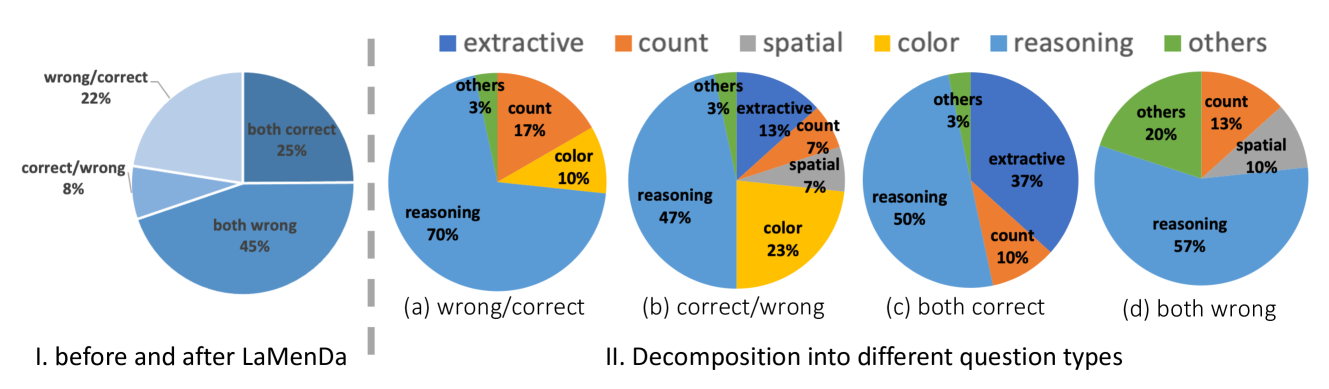 wrong/correct
22%
both correct
25%
correct/wrong
8%
both wrong
45%
I. before and after LaMenDa
extractive count spatial color reasoning others
others
3%
count
17%
color
10%
reasoning
70%
(a) wrong/correct
others
3%
extractive
13%
count
7%
spatial
7%
reasoning
47%
color
23%
(b) correct/wrong
others
3%
extractive
37%
reasoning
50%
count
10%
(c) both correct
others
20%
count
13%
spatial
10%
reasoning
57%
(d) both wrong
II. Decomposition into different question types